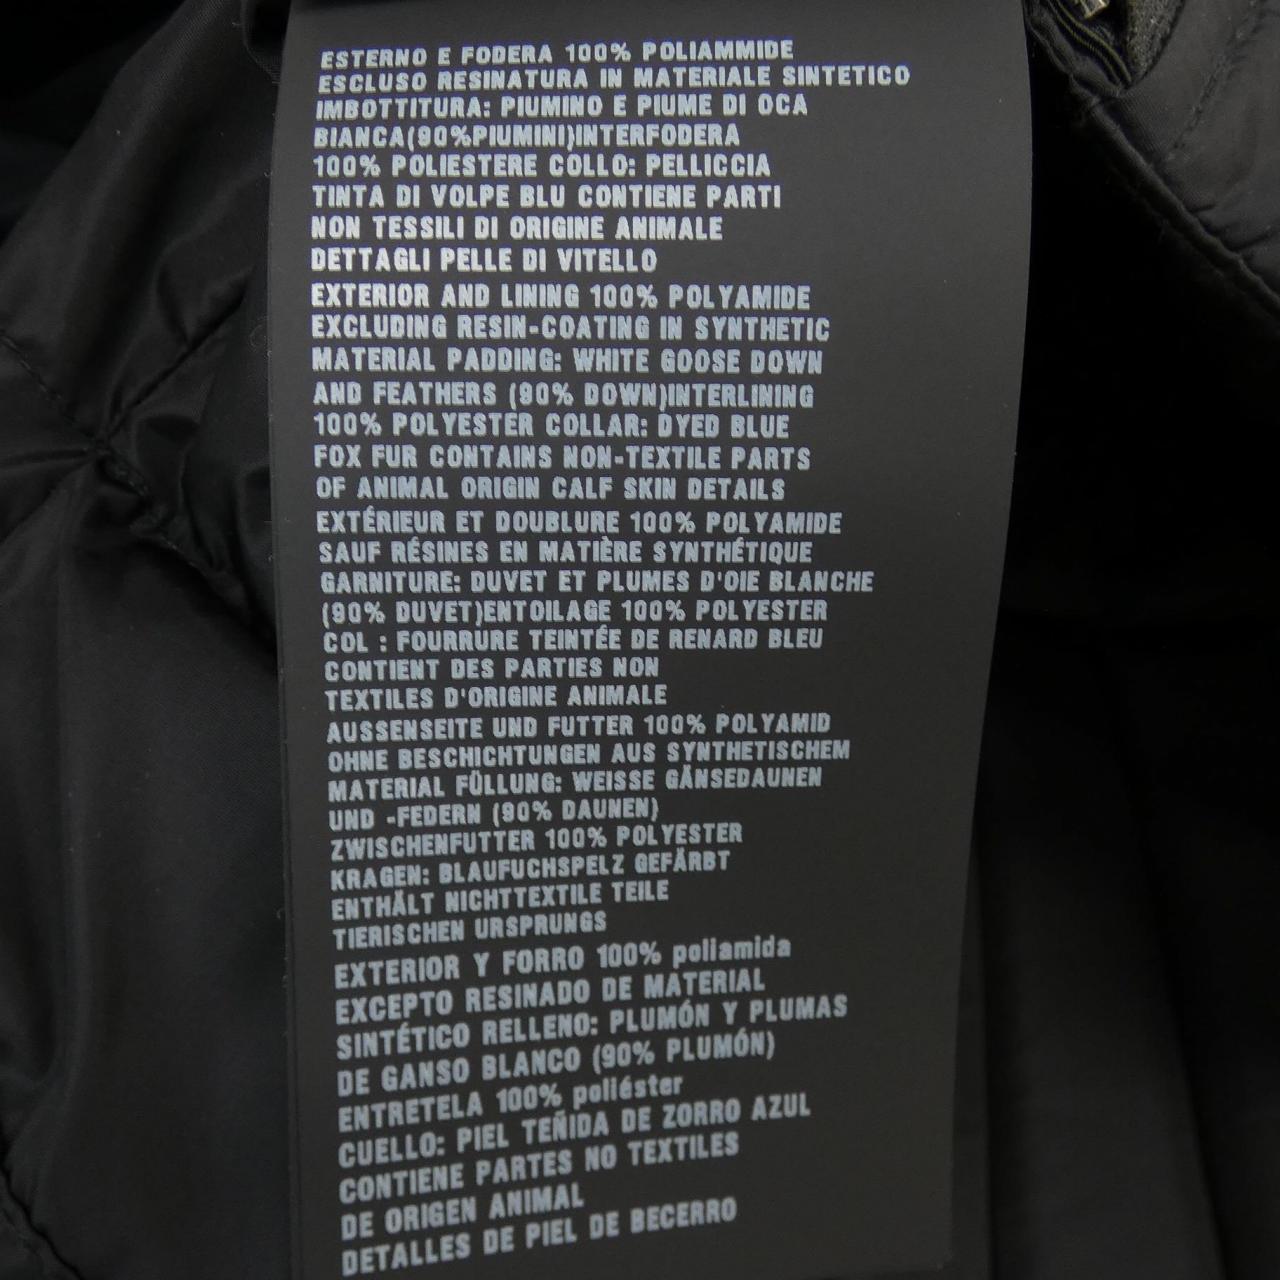 ESTERNO E FODERA 100% POLIAMMIDE
ESCLUSO RESINATURA IN MATERIALE SINTETICO
IMBOTTITURA: PIUMINO E PIUME DI OCA
BIANCA(90%PIUMINI)INTERFODERA
100% POLIESTERE COLLO: PELLICCIA
TINTA DI VOLPE BLU CONTIENE PARTI
NON TESSILI DI ORIGINE ANIMALE
DETTAGLI PELLE DI VITELLO
EXTERIOR AND LINING 100% POLYAMIDE
EXCLUDING RESIN-COATING IN SYNTHETIC
MATERIAL PADDING: WHITE GOOSE DOWN
AND FEATHERS (90% DOWN)INTERLINING
100% POLYESTER COLLAR: DYED BLUE
FOX FUR CONTAINS NON-TEXTILE PARTS
OF ANIMAL ORIGIN CALF SKIN DETAILS
EXTÉRIEUR ET DOUBLURE 100% POLYAMIDE
SAUF RÉSINES EN MATIÈRE SYNTHÉTIQUE
GARNITURE: DUVET ET PLUMES D'OIE BLANCHE
(90% DUVET)ENTOILAGE 100% POLYESTER
COL : FOURRURE TEINTÉE DE RENARD BLEU
CONTIENT DES PARTIES NON
TEXTILES D'ORIGINE ANIMALE
AUSSENSEITE UND FUTTER 100% POLYAMID
OHNE BESCHICHTUNGEN AUS SYNTHETISCHEM
MATERIAL FÜLLUNG: WEISSE GÄNSEDAUNEN
UND -FEDERN (90% DAUNEN)
ZWISCHENFUTTER 100% POLYESTER
KRAGEN: BLAUFUCHSPELZ GEFÄRBT
ENTHÄLT NICHTTEXTILE TEILE
TIERISCHEN URSPRUNGS
EXTERIOR Y FORRO 100% poliamida
EXCEPTO RESINADO DE MATERIAL
SINTÉTICO RELLENO: PLUMÓN Y PLUMAS
DE GANSO BLANCO (90% PLUMÓN)
ENTRETELA 100% poliéster
CUELLO: PIEL TEÑIDA DE ZORRO AZUL
CONTIENE PARTES NO TEXTILES
DE ORIGEN ANIMAL
DETALLES DE PIEL DE BECERRO